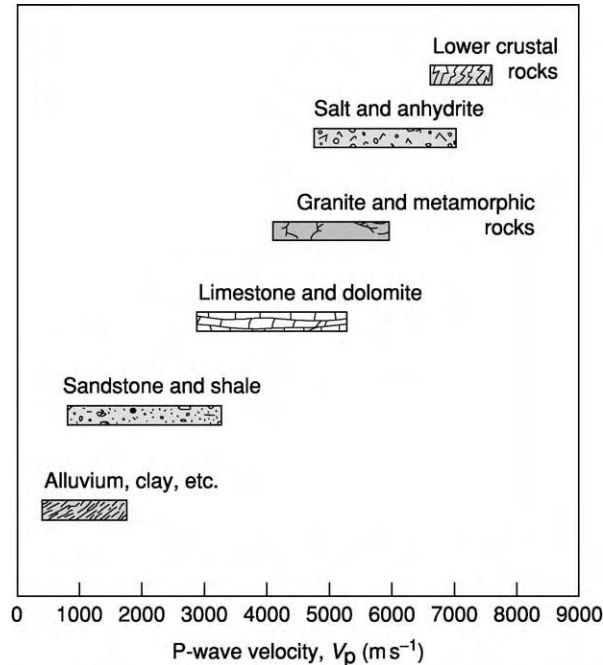 Lower crustal
rocks
Salt and anhydrite
Granite and metamorphic
rocks
Limestone and dolomite
Sandstone and shale
Alluvium, clay, etc.
0 1000 2000 3000 4000 5000 6000 7000 8000 9000
P-wave velocity, Vₚ (m s⁻¹)